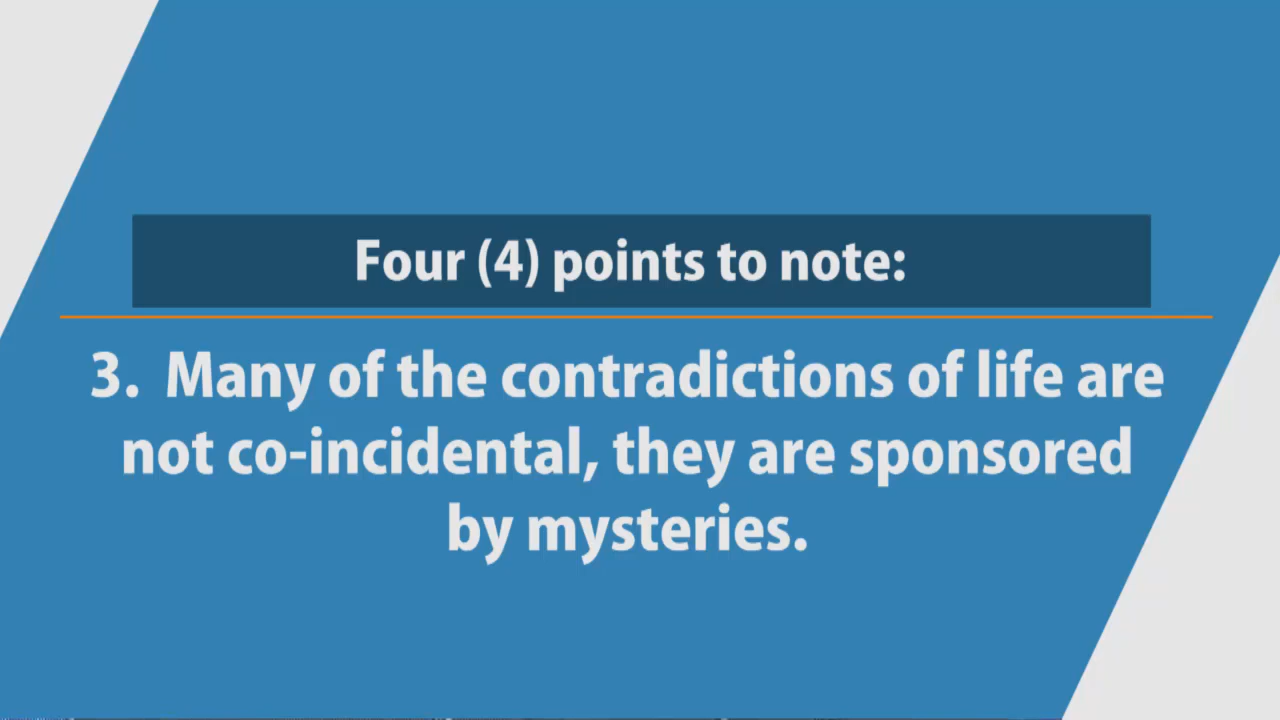 Four (4) points to note:
3. Many of the contradictions of life are
not co-incidental, they are sponsored
by mysteries.